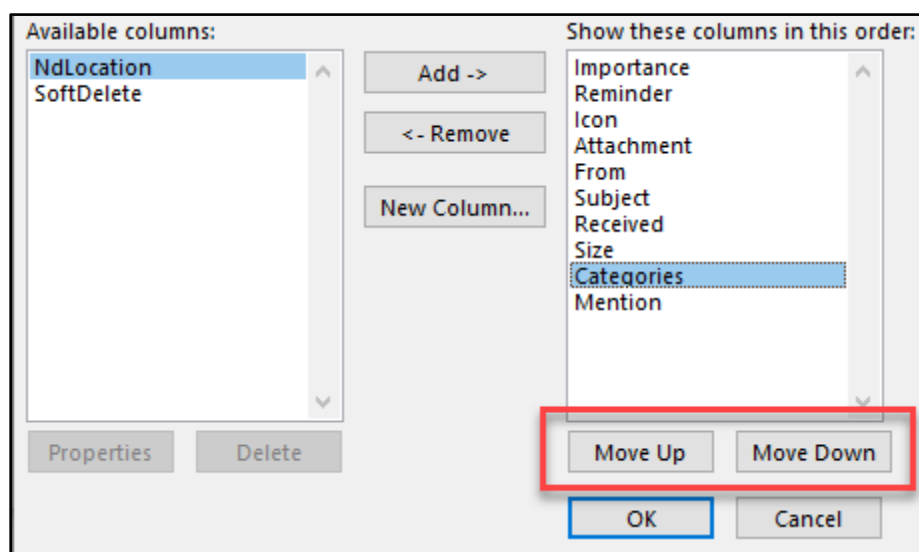 Available columns:
NdLocation
SoftDelete
Add ->
<- Remove
New Column...
Properties
Delete
Show these columns in this order:
Importance
Reminder
Icon
Attachment
From
Subject
Received
Size
Categories
Mention
Move Up
Move Down
OK
Cancel